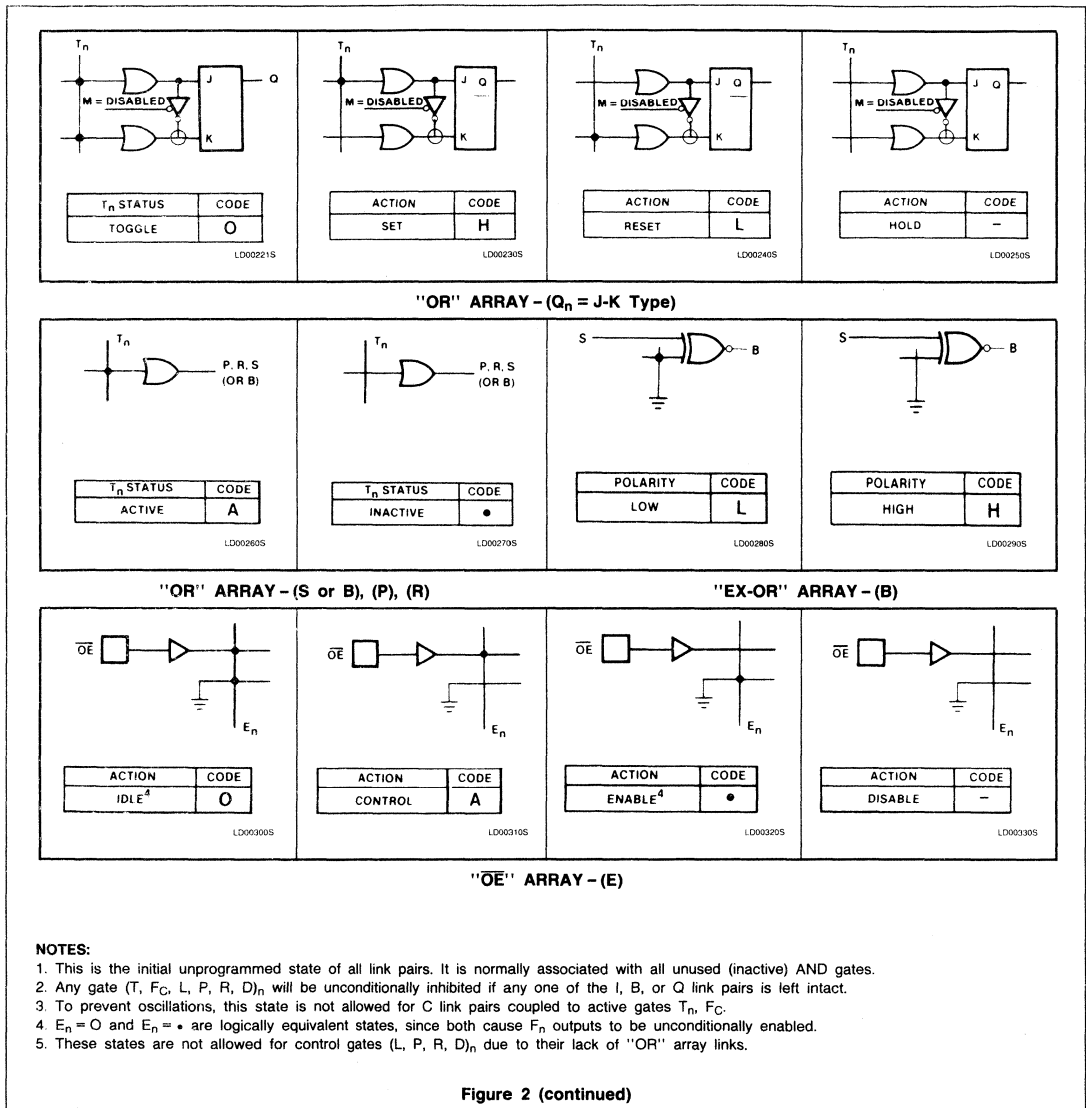 Tn
J
Q
M = DISABLED
K
Tn STATUS
CODE
TOGGLE
O
LD00221S
Tn
J
Q
M = DISABLED
K
ACTION
CODE
SET
H
LD00230S
J
Q
M = DISABLED
K
ACTION
CODE
RESET
L
LD00240S
Tn
J
Q
M = DISABLED
K
ACTION
CODE
HOLD
–
LD00250S
"OR" ARRAY – (Qn = J-K Type)
Tn
P, R, S
(OR B)
Tn STATUS
CODE
ACTIVE
A
LD00260S
Tn
P, R, S
(OR B)
Tn STATUS
CODE
INACTIVE
•
LD00270S
S
B
POLARITY
CODE
LOW
L
LD00280S
S
B
POLARITY
CODE
HIGH
H
LD00290S
"OR" ARRAY – (S or B), (P), (R)
"EX-OR" ARRAY – (B)
OE
En
ACTION
CODE
IDLE4
O
LD00300S
OE
En
ACTION
CODE
CONTROL
A
LD00310S
OE
En
ACTION
CODE
ENABLE4
•
LD00320S
OE
En
ACTION
CODE
DISABLE
–
LD00330S
"OE" ARRAY – (E)
NOTES:
1. This is the initial unprogrammed state of all link pairs. It is normally associated with all unused (inactive) AND gates.
2. Any gate (T, FC, L, P, R, D)n will be unconditionally inhibited if any one of the I, B, or Q link pairs is left intact.
3. To prevent oscillations, this state is not allowed for C link pairs coupled to active gates Tn, FC.
4. En = O and En = • are logically equivalent states, since both cause Fn outputs to be unconditionally enabled.
5. These states are not allowed for control gates (L, P, R, D)n due to their lack of "OR" array links.
Figure 2 (continued)